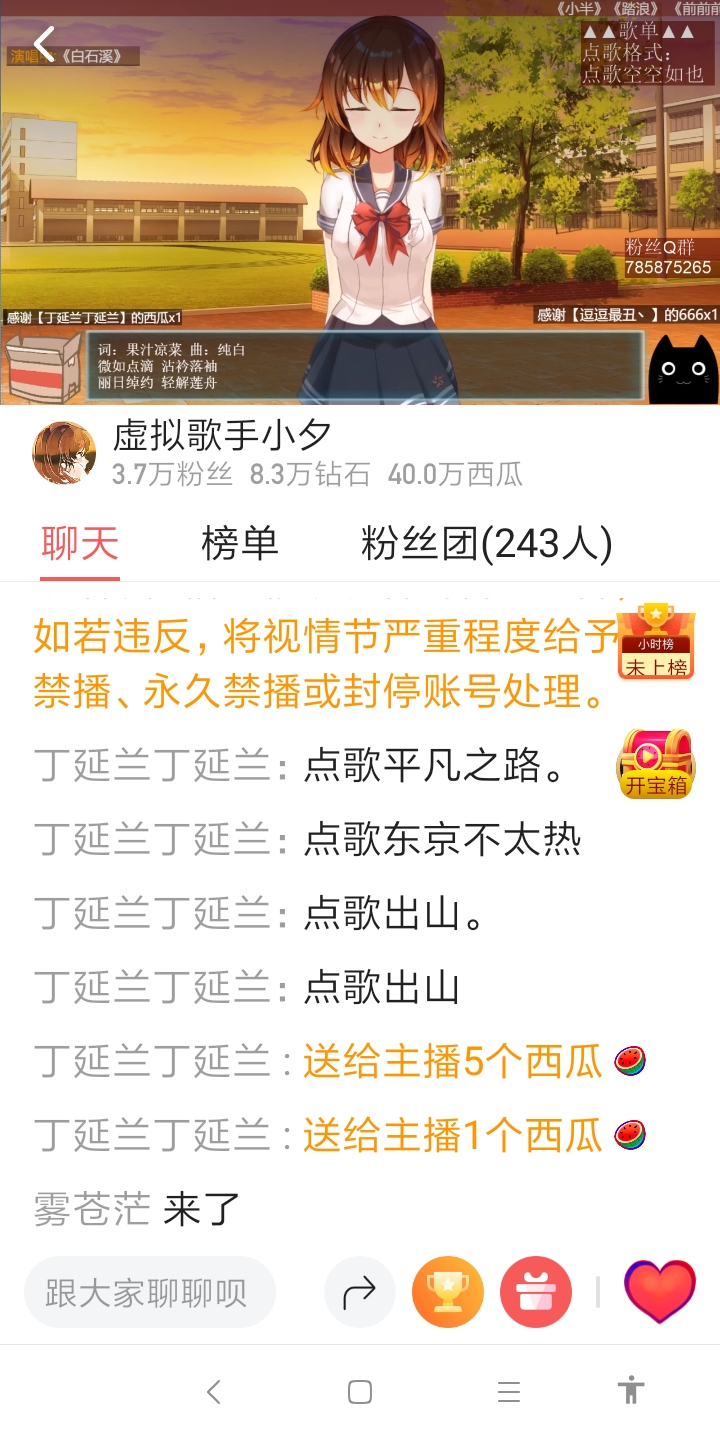 《小半》《踏浪》《前前前
演唱 《白石溪》
▲▲歌单▲▲
点歌格式：
点歌空空如也
粉丝Q群
785875265
感谢【丁延兰丁延兰】的西瓜x1
感谢【逗逗最丑丶】的666x1
词：果汁凉菜 曲：纯白
微如点滴 沾衿落袖
丽日绰约 轻解莲舟
虚拟歌手小夕
3.7万粉丝 8.3万钻石 40.0万西瓜
聊天 榜单 粉丝团(243人)
如若违反，将视情节严重程度给予
禁播、永久禁播或封停账号处理。
小时榜
未上榜
丁延兰丁延兰：点歌平凡之路。
开宝箱
丁延兰丁延兰：点歌东京不太热
丁延兰丁延兰：点歌出山。
丁延兰丁延兰：点歌出山
丁延兰丁延兰：送给主播5个西瓜
丁延兰丁延兰：送给主播1个西瓜
雾苍茫 来了
跟大家聊聊呗